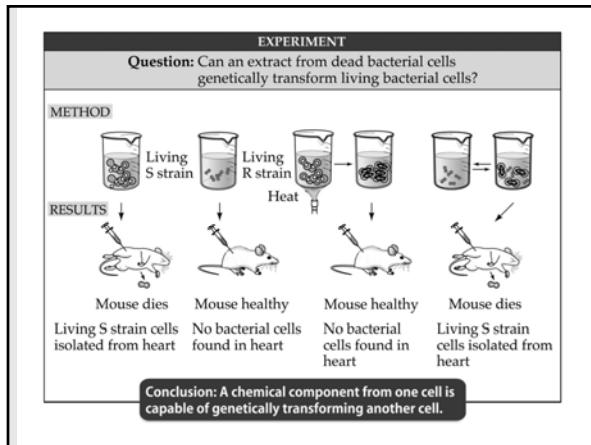 EXPERIMENT
Question: Can an extract from dead bacterial cells
genetically transform living bacterial cells?
METHOD
Living
S strain
Living
R strain
Heat
RESULTS
Mouse dies
Living S strain cells
isolated from heart
Mouse healthy
No bacterial cells
found in heart
Mouse healthy
No bacterial
cells found in
heart
Mouse dies
Living S strain
cells isolated from
heart
Conclusion: A chemical component from one cell is
capable of genetically transforming another cell.